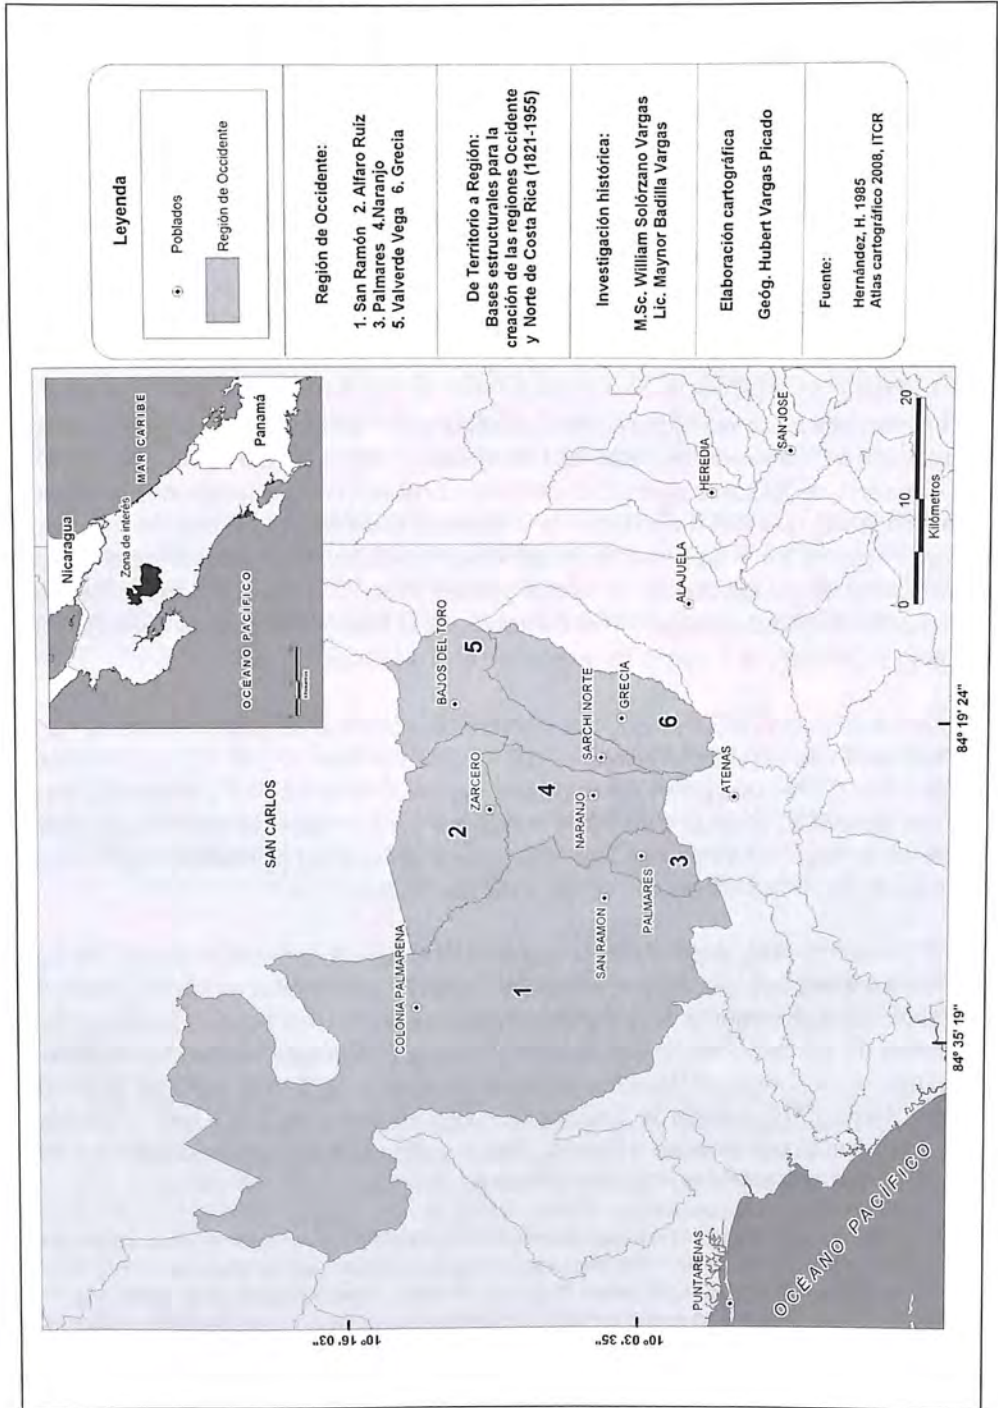 Nicaragua
Zona de interés
MAR CARIBE
Panamá
OCÉANO PACÍFICO
SAN CARLOS
BAJOS DEL TORO
5
ZARCERO
2
COLONIA PALMAREÑA
4
1
NARANJO
SARCHI NORTE
GRECIA
6
SAN RAMON
PALMARES
3
ATENAS
ALAJUELA
HEREDIA
SAN JOSE
PUNTARENAS
OCÉANO PACÍFICO
0 10 20
Kilómetros
10° 16' 03"
10° 03' 35"
84° 35' 19"
84° 19' 24"
Leyenda
Poblados
Región de Occidente
Región de Occidente:
1. San Ramón 2. Alfaro Ruíz
3. Palmares 4.Naranjo
5. Valverde Vega 6. Grecia
De Territorio a Región:
Bases estructurales para la
creación de las regiones Occidente
y Norte de Costa Rica (1821-1955)
Investigación histórica:
M.Sc. William Solórzano Vargas
Lic. Maynor Badilla Vargas
Elaboración cartográfica
Geóg. Hubert Vargas Picado
Fuente:
Hernández, H. 1985
Atlas cartográfico 2008, ITCR